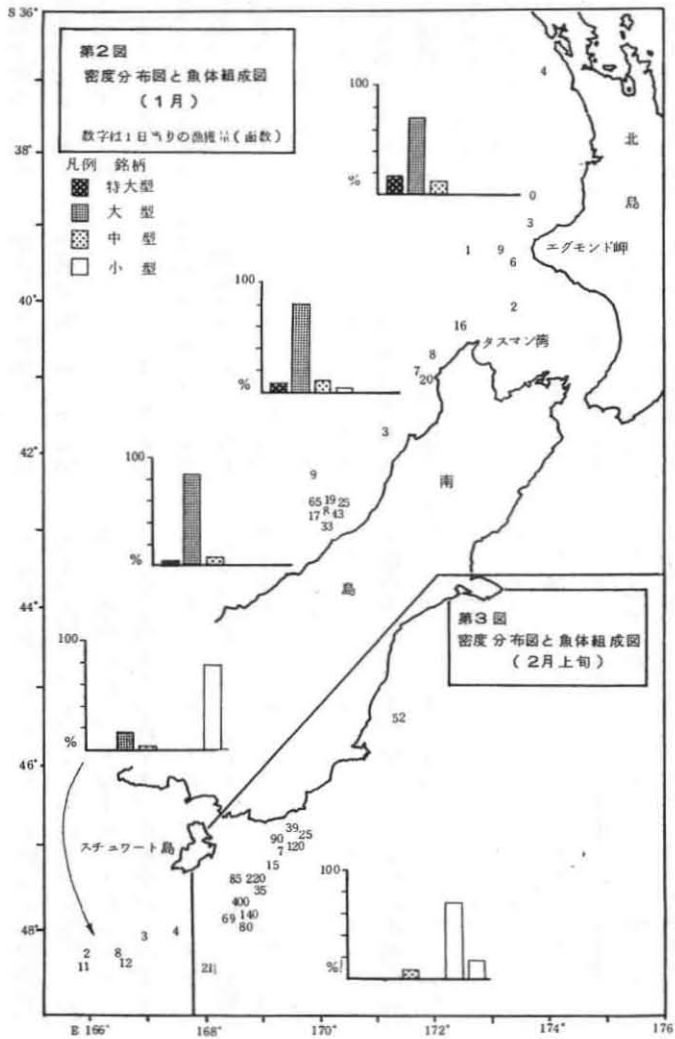 S 36°
第2図
密度分布図と魚体組成図
(1月)
数字は1日当りの漁獲量(函数)
凡例 銘柄
特大型
大 型
中 型
小 型
100
%
4
北
島
38°
0
3
エグモンド岬
1 9
6
2
40°
100
%
16
タスマン湾
8
7
20
3
42°
100
%
9
65 19 25
17 8 43
33
南
島
44°
第3図
密度分布図と魚体組成図
(2月上旬)
100
%
52
46°
スチュワート島
39
90 25
7 120
15
85 220
35
400
69 140
80
100
%
48°
3 4
2 8
11 12
21
E 166°
168°
170°
172°
174°
176